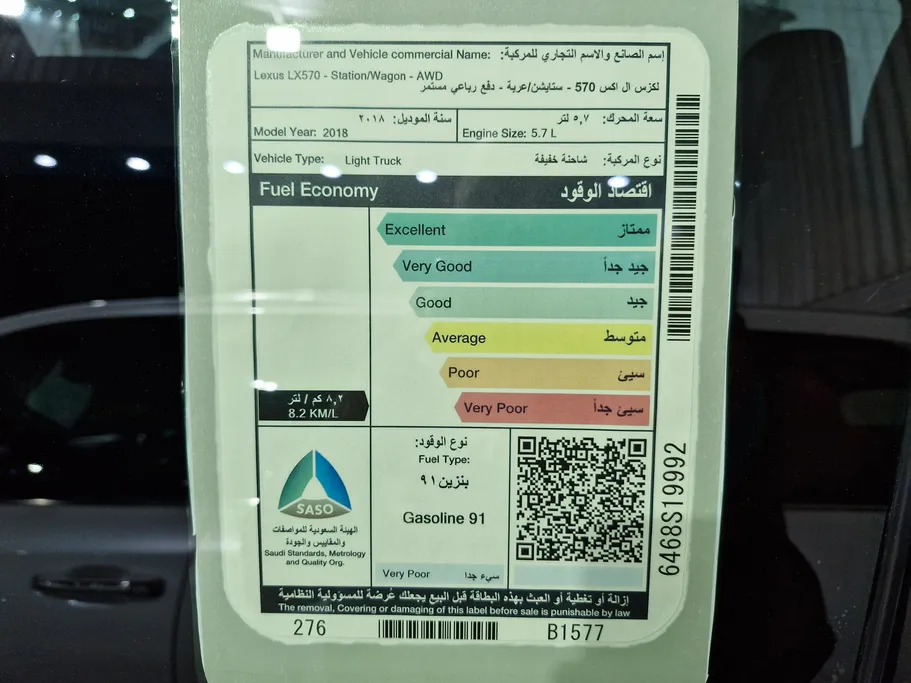 Manufacturer and Vehicle commercial Name: إسم الصانع والاسم التجاري للمركبة:
Lexus LX570 - Station/Wagon - AWD
لكزس ال اكس 570 - ستايشن/عربة - دفع رباعي مستمر
سنة الموديل: ٢٠١٨
Model Year: 2018
سعة المحرك: ٥,٧ لتر
Engine Size: 5.7 L
Vehicle Type: Light Truck نوع المركبة: شاحنة خفيفة
Fuel Economy اقتصاد الوقود
Excellent ممتاز
Very Good جيد جداً
Good جيد
Average متوسط
Poor سيئ
Very Poor سيئ جداً
٨,٢ كم / لتر
8.2 KM/L
SASO
الهيئة السعودية للمواصفات
والمقاييس والجودة
Saudi Standards, Metrology
and Quality Org.
نوع الوقود:
Fuel Type:
بنزين ٩١
Gasoline 91
Very Poor سيء جدا
6468S19992
إزالة أو تغطية أو العبث بهذه البطاقة قبل البيع يجعلك عُرضة للمسؤولية النظامية
The removal, Covering or damaging of this label before sale is punishable by law
276 B1577